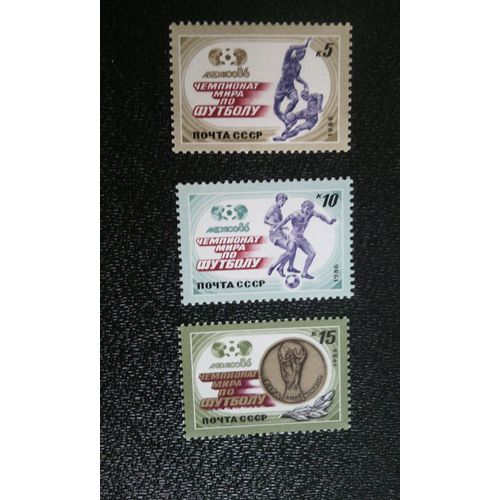 MEXICO86
ЧЕМПИОНАТ
МИРА
ПО
ФУТБОЛУ
ПОЧТА СССР
К5
1986
MEXICO86
ЧЕМПИОНАТ
МИРА
ПО
ФУТБОЛУ
ПОЧТА СССР
К10
1986
MEXICO86
ЧЕМПИОНАТ
МИРА
ПО
ФУТБОЛУ
ПОЧТА СССР
К15
1986
FIFA